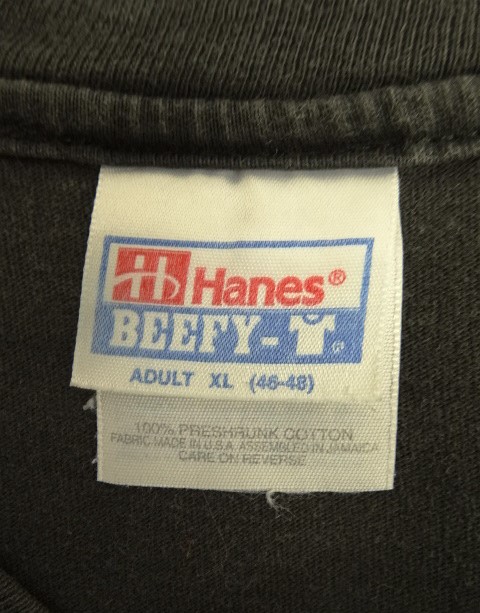 H Hanes®
BEEFY-T®
ADULT XL (46-48)
100% PRESHRUNK COTTON
FABRIC MADE IN U.S.A. ASSEMBLED IN JAMAICA
CARE ON REVERSE